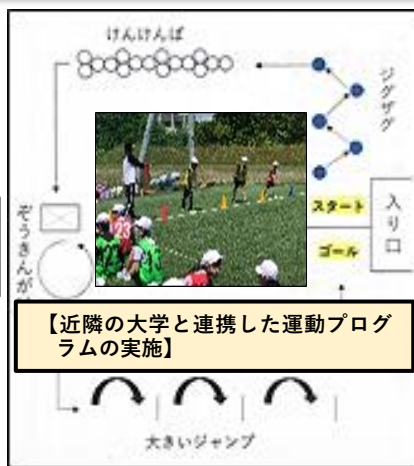 けんけんぱ
ジグザグ
スタート
入り口
ゴール
ぞうきんが
【近隣の大学と連携した運動プログ
ラムの実施】
大きいジャンプ